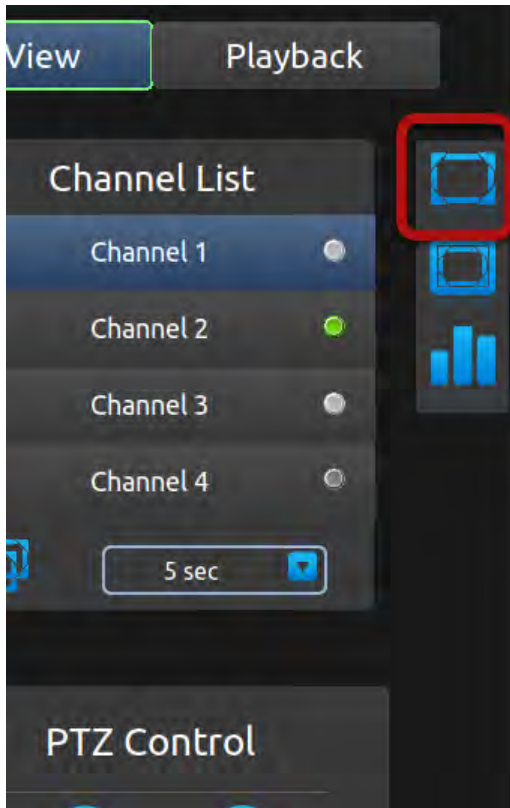 View Playback
Channel List
Channel 1
Channel 2
Channel 3
Channel 4
5 sec
PTZ Control